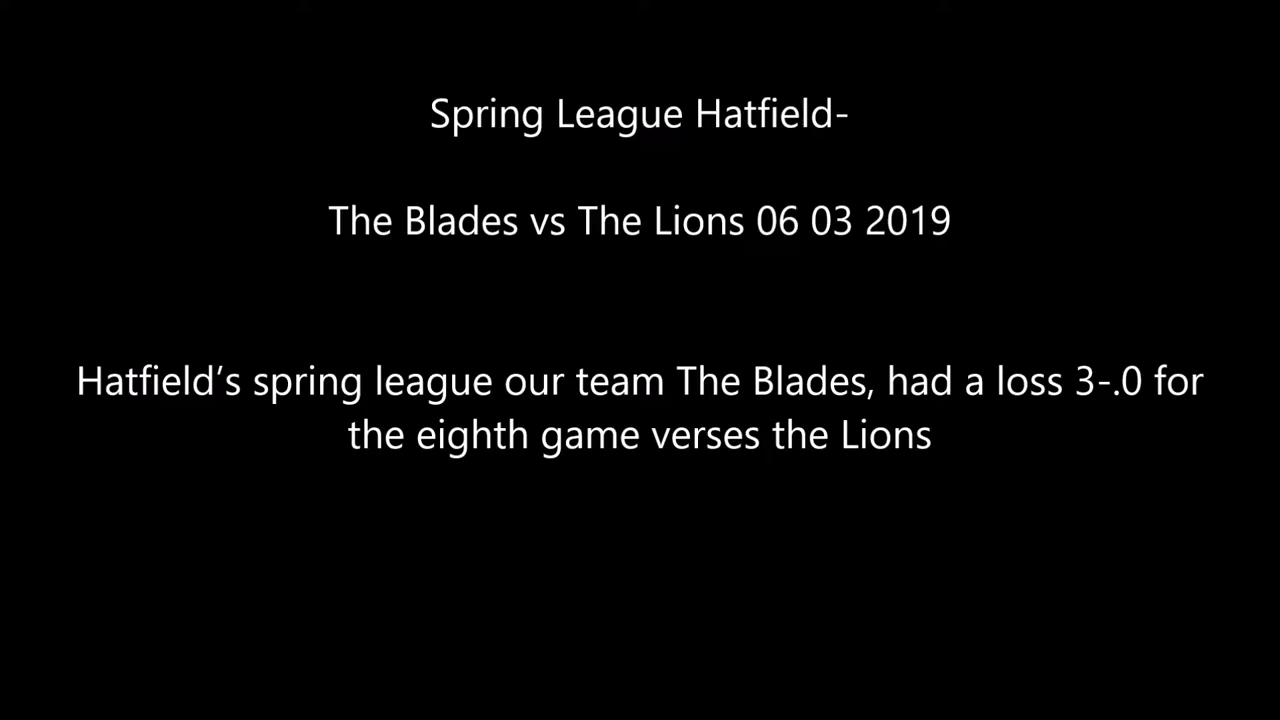 Spring League Hatfield-
The Blades vs The Lions 06 03 2019
Hatfield’s spring league our team The Blades, had a loss 3-.0 for
the eighth game verses the Lions